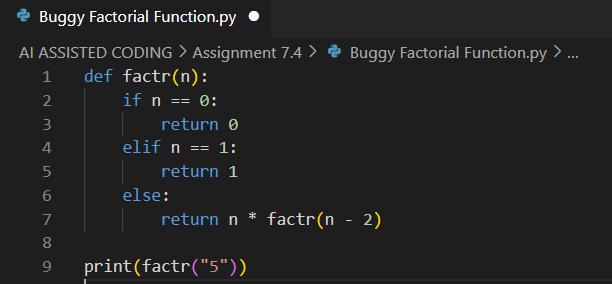 Buggy Factorial Function.py
AI ASSISTED CODING > Assignment 7.4 > Buggy Factorial Function.py > ...
1 def factr(n):
2     if n == 0:
3         return 0
4     elif n == 1:
5         return 1
6     else:
7         return n * factr(n - 2)
8
9 print(factr("5"))